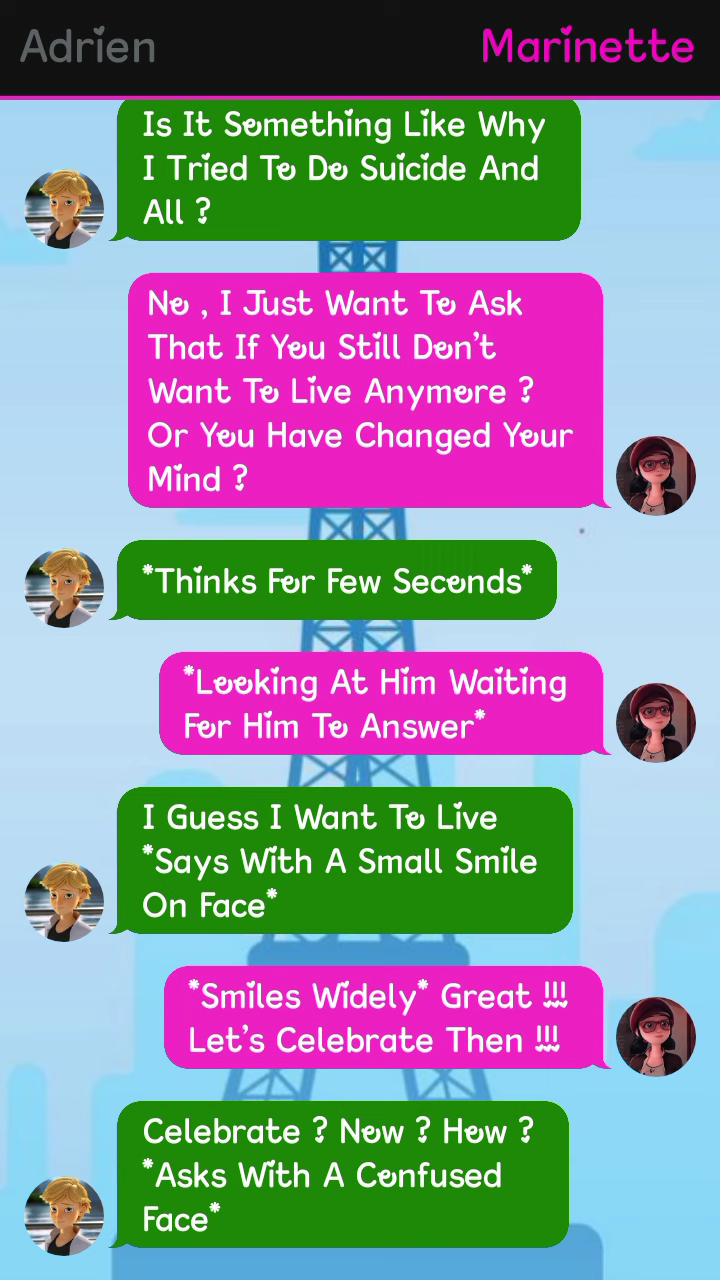 Adrien
Marinette
Is It Something Like Why
I Tried To Do Suicide And
All ?
No , I Just Want To Ask
That If You Still Don't
Want To Live Anymore ?
Or You Have Changed Your
Mind ?
*Thinks For Few Seconds*
*Looking At Him Waiting
For Him To Answer*
I Guess I Want To Live
*Says With A Small Smile
On Face*
*Smiles Widely* Great !!!
Let's Celebrate Then !!!
Celebrate ? Now ? How ?
*Asks With A Confused
Face*